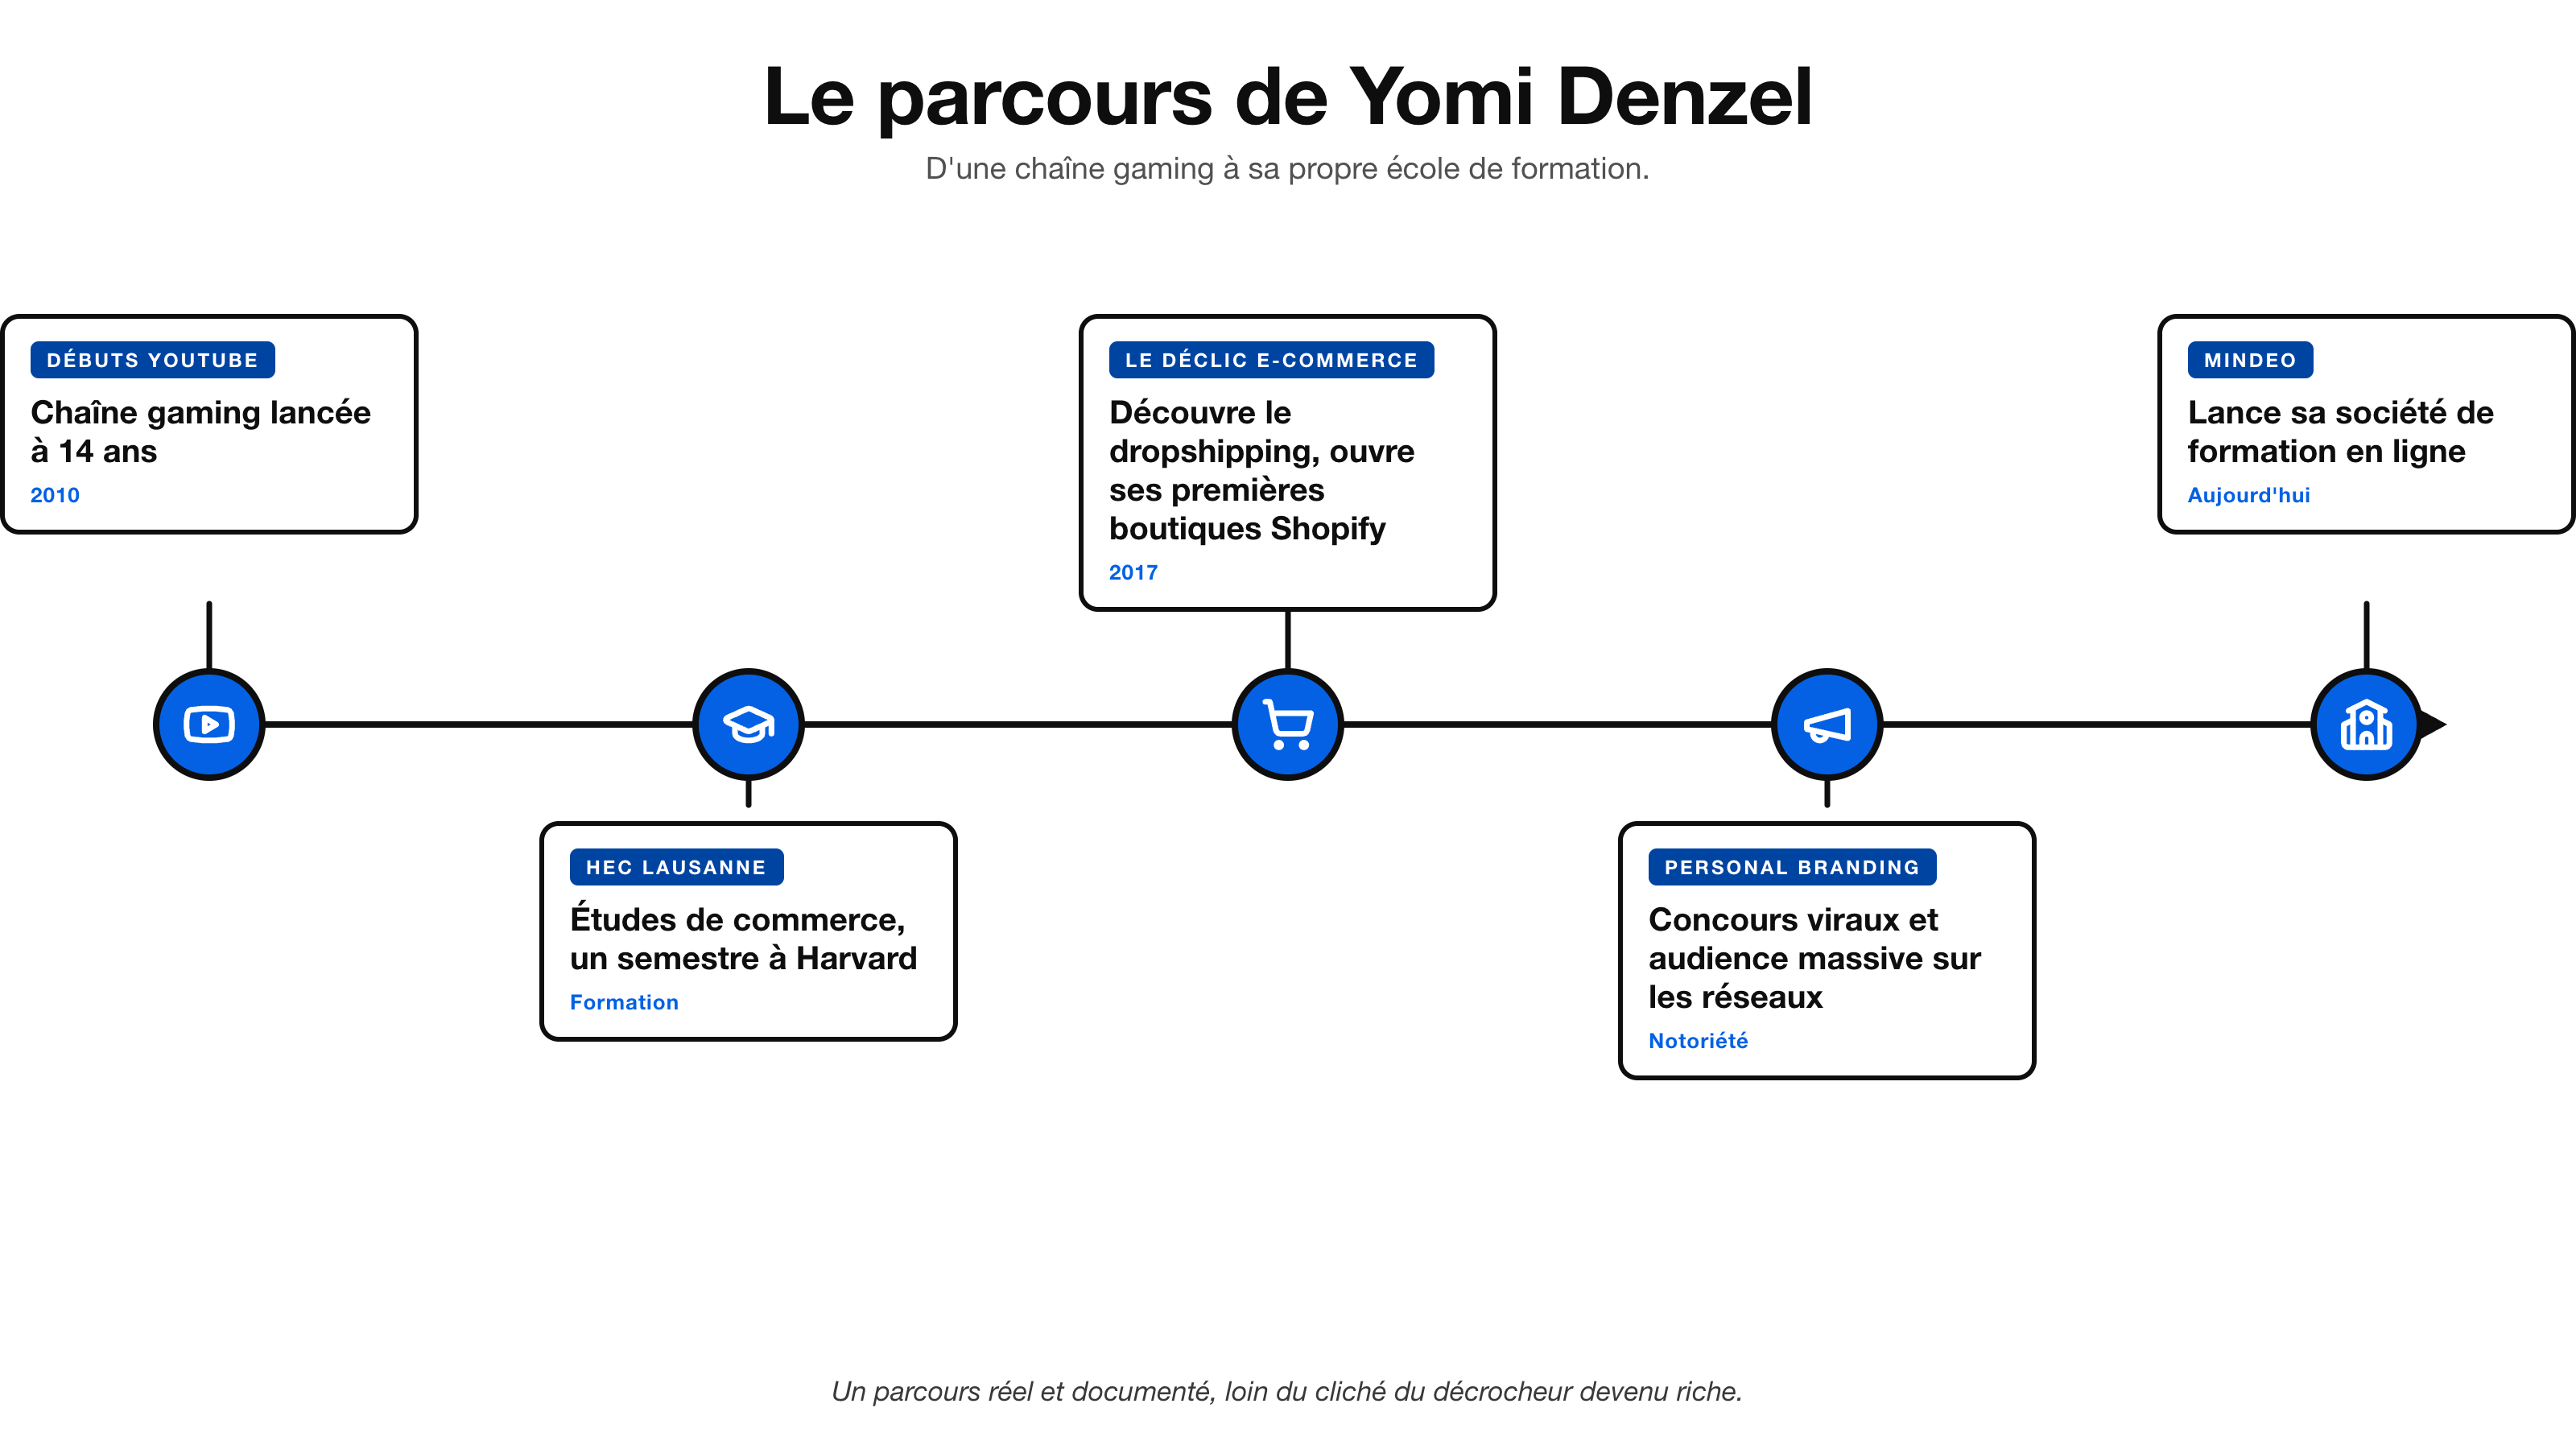 Le parcours de Yomi Denzel
D'une chaîne gaming à sa propre école de formation.
DÉBUTS YOUTUBE
Chaîne gaming lancée
à 14 ans
2010
HEC LAUSANNE
Études de commerce,
un semestre à Harvard
Formation
LE DÉCLIC E-COMMERCE
Découvre le
dropshipping, ouvre
ses premières
boutiques Shopify
2017
PERSONAL BRANDING
Concours viraux et
audience massive sur
les réseaux
Notoriété
MINDEO
Lance sa société de
formation en ligne
Aujourd'hui
Un parcours réel et documenté, loin du cliché du décrocheur devenu riche.